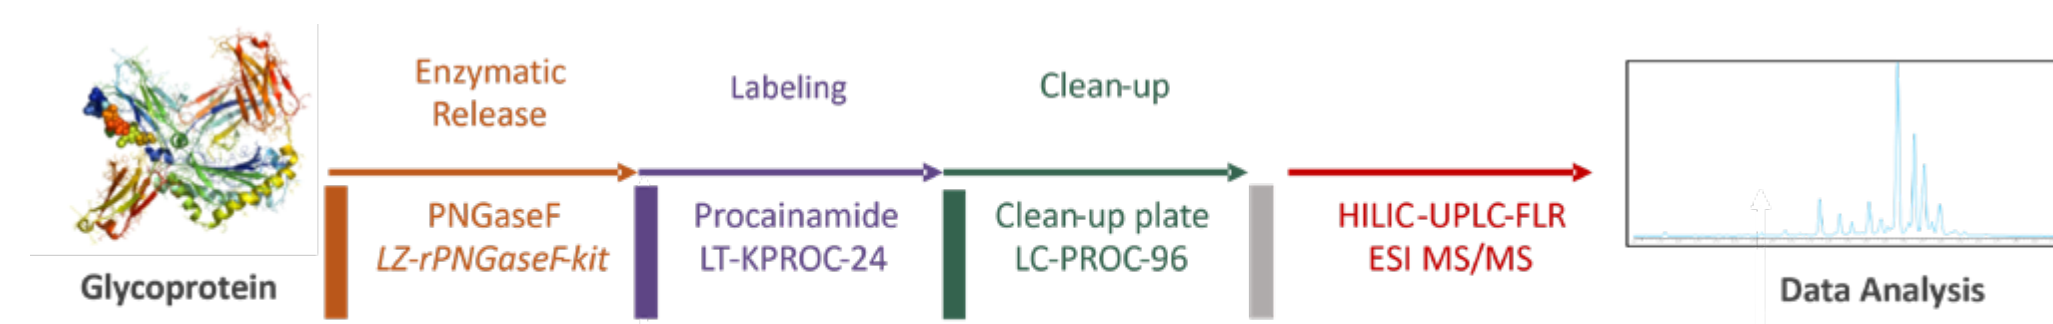 Glycoprotein
Enzymatic
Release
PNGaseF
LZ-rPNGaseF-kit
Labeling
Procainamide
LT-KPROC-24
Clean-up
Clean-up plate
LC-PROC-96
HILIC-UPLC-FLR
ESI MS/MS
Data Analysis